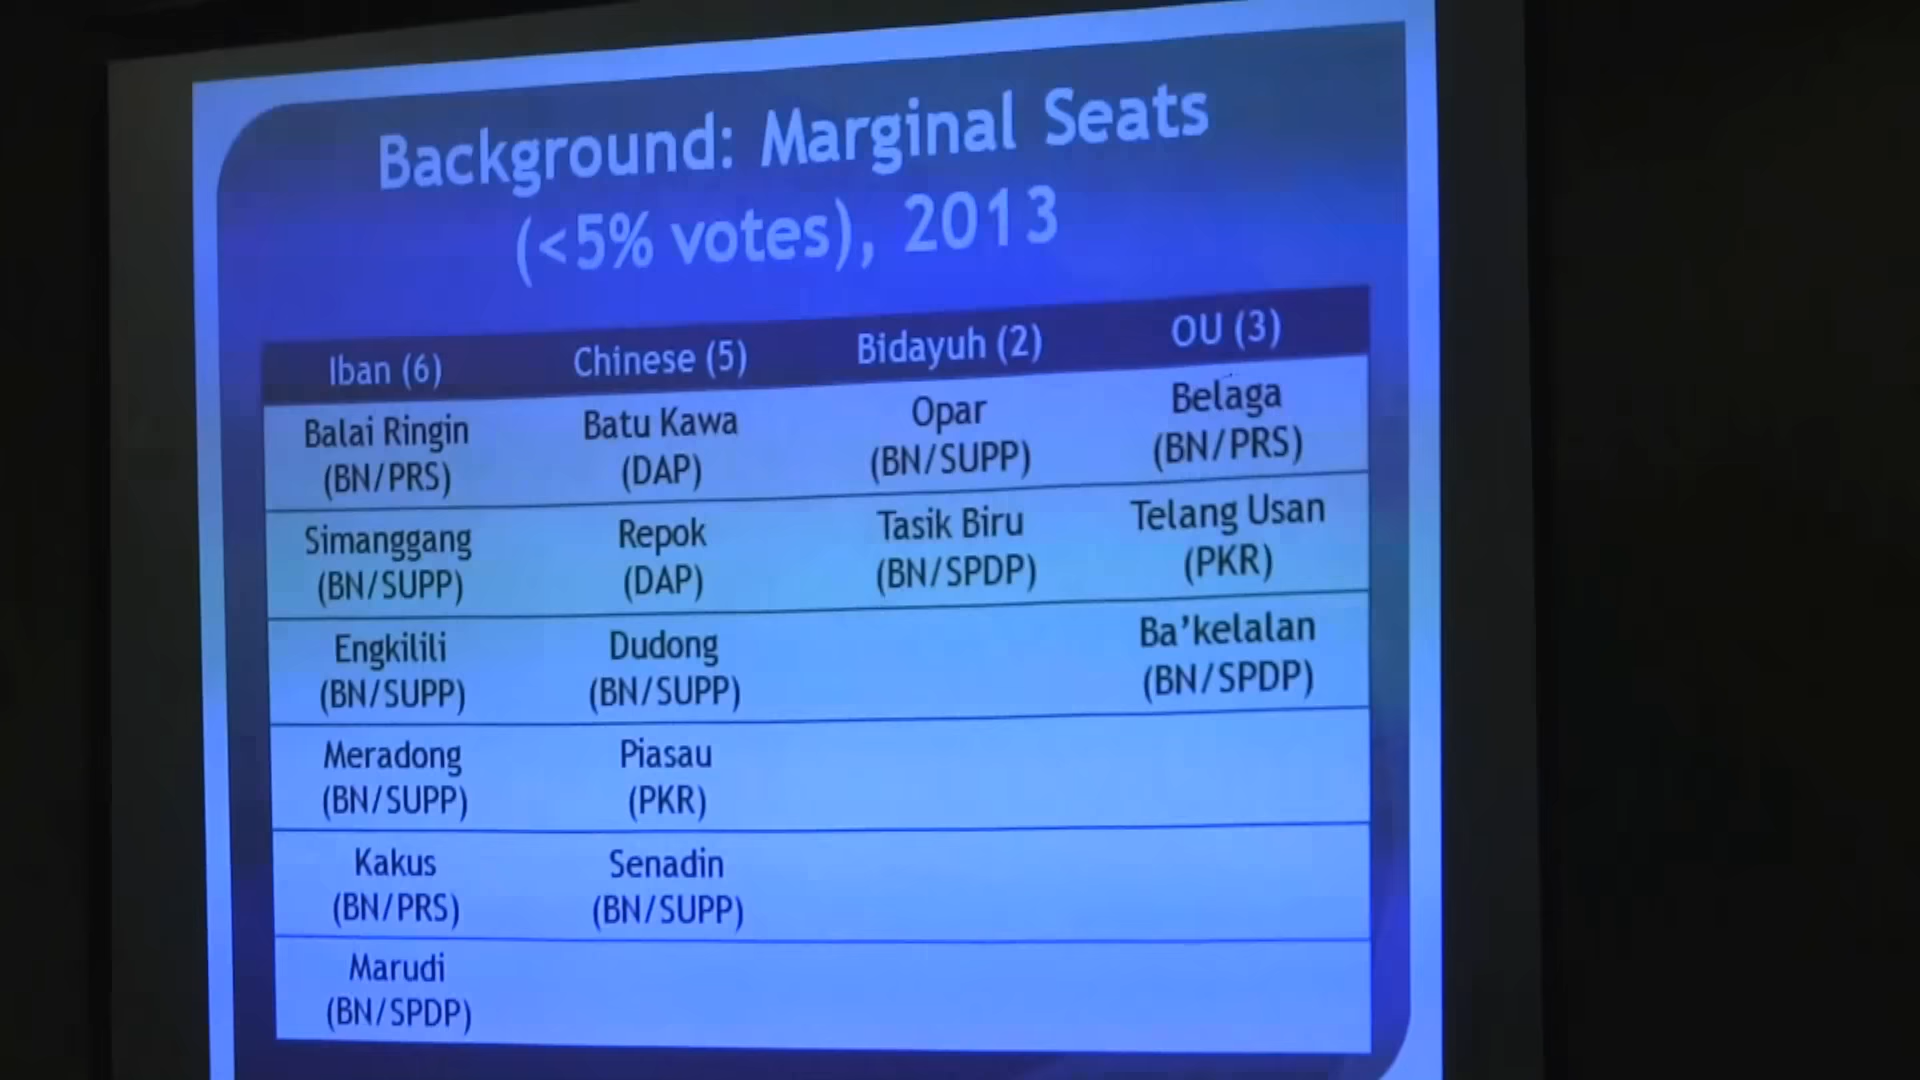 Background: Marginal Seats
(<5% votes), 2013
Iban (6) Chinese (5) Bidayuh (2) OU (3)
Balai Ringin
(BN/PRS)
Batu Kawa
(DAP)
Opar
(BN/SUPP)
Belaga
(BN/PRS)
Simanggang
(BN/SUPP)
Repok
(DAP)
Tasik Biru
(BN/SPDP)
Telang Usan
(PKR)
Engkilili
(BN/SUPP)
Dudong
(BN/SUPP)
Ba’kelalan
(BN/SPDP)
Meradong
(BN/SUPP)
Piasau
(PKR)
Kakus
(BN/PRS)
Senadin
(BN/SUPP)
Marudi
(BN/SPDP)